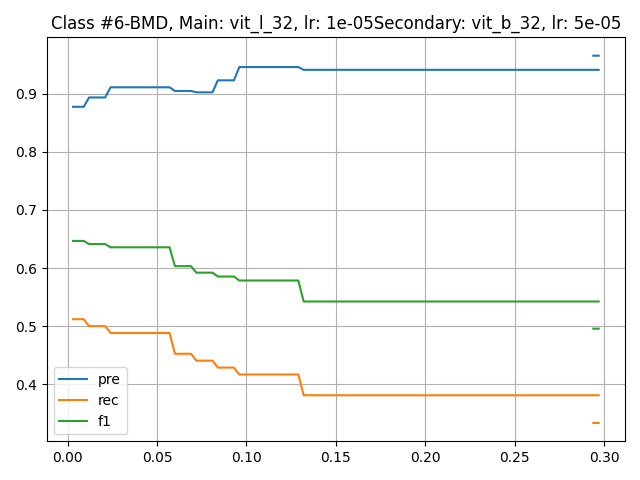 Class #6-BMD, Main: vit_l_32, lr: 1e-05Secondary: vit_b_32, lr: 5e-05
0.9
0.8
0.7
0.6
0.5
0.4
pre
rec
f1
0.00 0.05 0.10 0.15 0.20 0.25 0.30